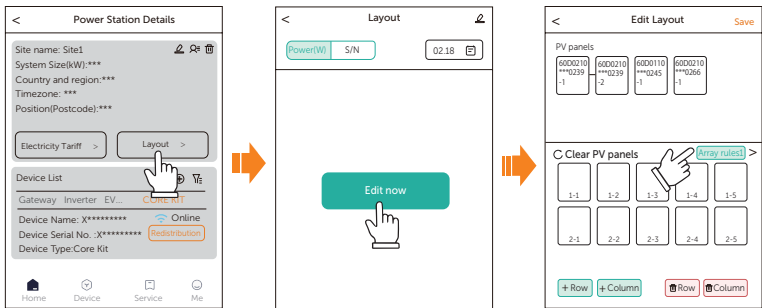 < Power Station Details
Site name: Site1
System Size(kW):***
Country and region:***
Timezone: ***
Position(Postcode):***
Electricity Tariff >
Layout >
Device List
Gateway Inverter EV... CORE KIT
Device Name: X********* Online
Device Serial No. :X********* Redistribution
Device Type:Core Kit
Home Device Service Me
< Layout
Power(W) S/N 02.18
Edit now
< Edit Layout Save
PV panels
60D0210 60D0210 60D0110 60D0210
***0239 ***0239 ***0245 ***0266
-1 -2 -1 -1
Clear PV panels Array rules1 >
1-1 1-2 1-3 1-4 1-5
2-1 2-2 2-3 2-4 2-5
+ Row + Column Row Column